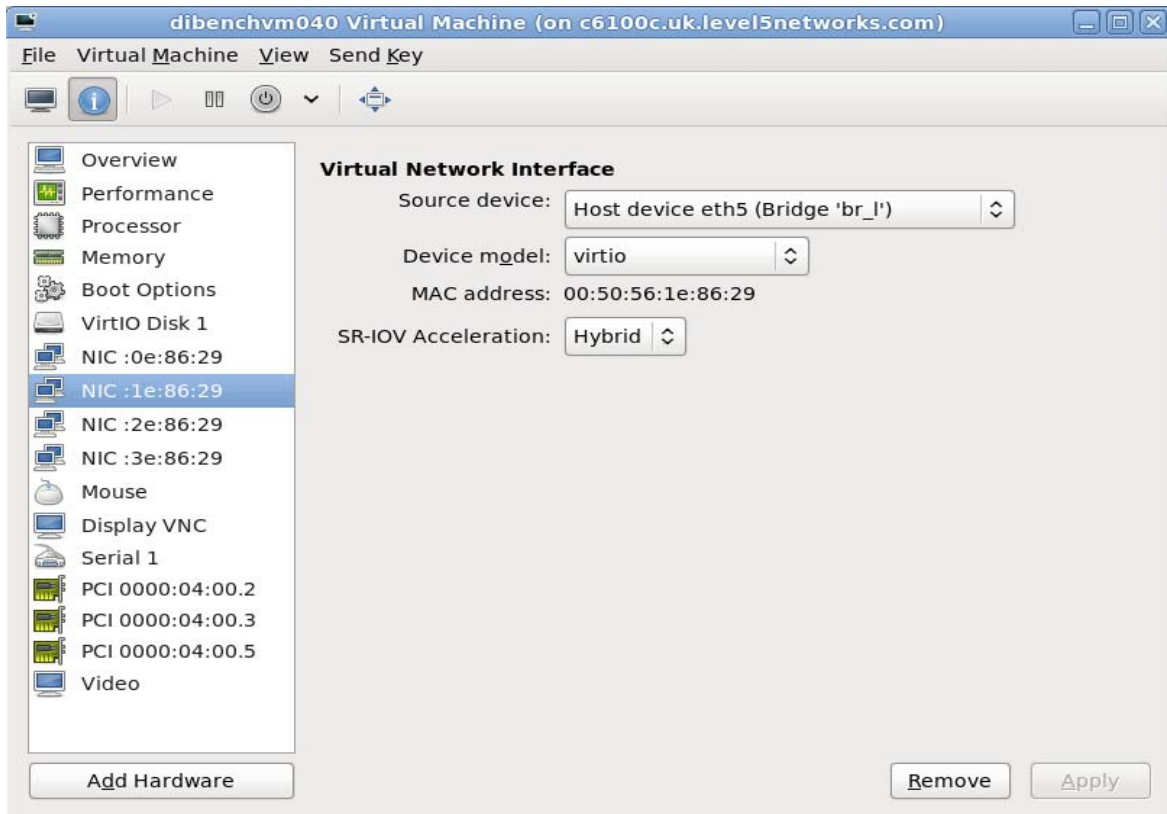 dibenchvm040 Virtual Machine (on c6100c.uk.level5networks.com)
File Virtual Machine View Send Key
Overview
Performance
Processor
Memory
Boot Options
VirtIO Disk 1
NIC :0e:86:29
NIC :1e:86:29
NIC :2e:86:29
NIC :3e:86:29
Mouse
Display VNC
Serial 1
PCI 0000:04:00.2
PCI 0000:04:00.3
PCI 0000:04:00.5
Video
Add Hardware
Virtual Network Interface
Source device: Host device eth5 (Bridge 'br_l')
Device model: virtio
MAC address: 00:50:56:1e:86:29
SR-IOV Acceleration: Hybrid
Remove Apply